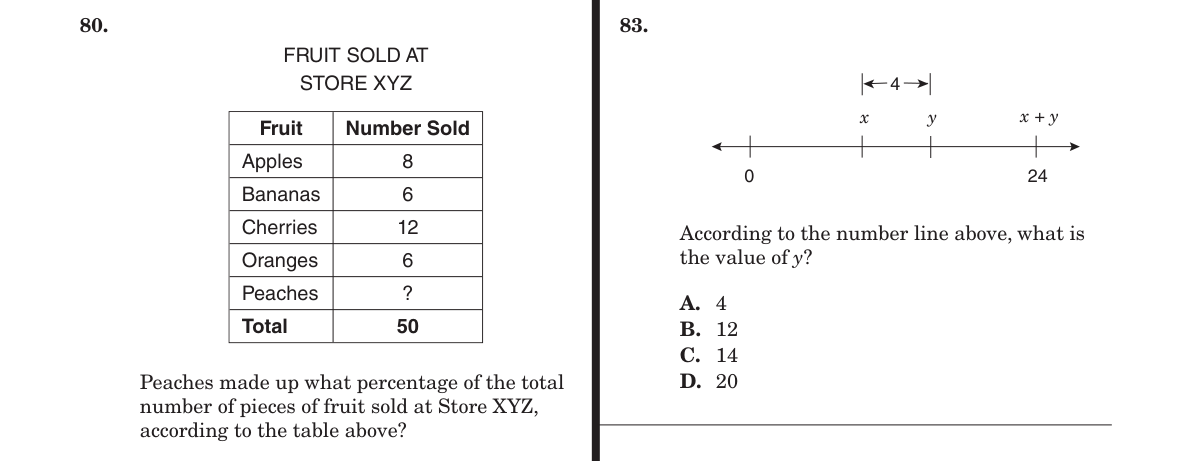 80.
FRUIT SOLD AT
STORE XYZ
Fruit Number Sold
Apples 8
Bananas 6
Cherries 12
Oranges 6
Peaches ?
Total 50
Peaches made up what percentage of the total
number of pieces of fruit sold at Store XYZ,
according to the table above?
83.
4
x y x + y
0 24
According to the number line above, what is
the value of y?
A. 4
B. 12
C. 14
D. 20